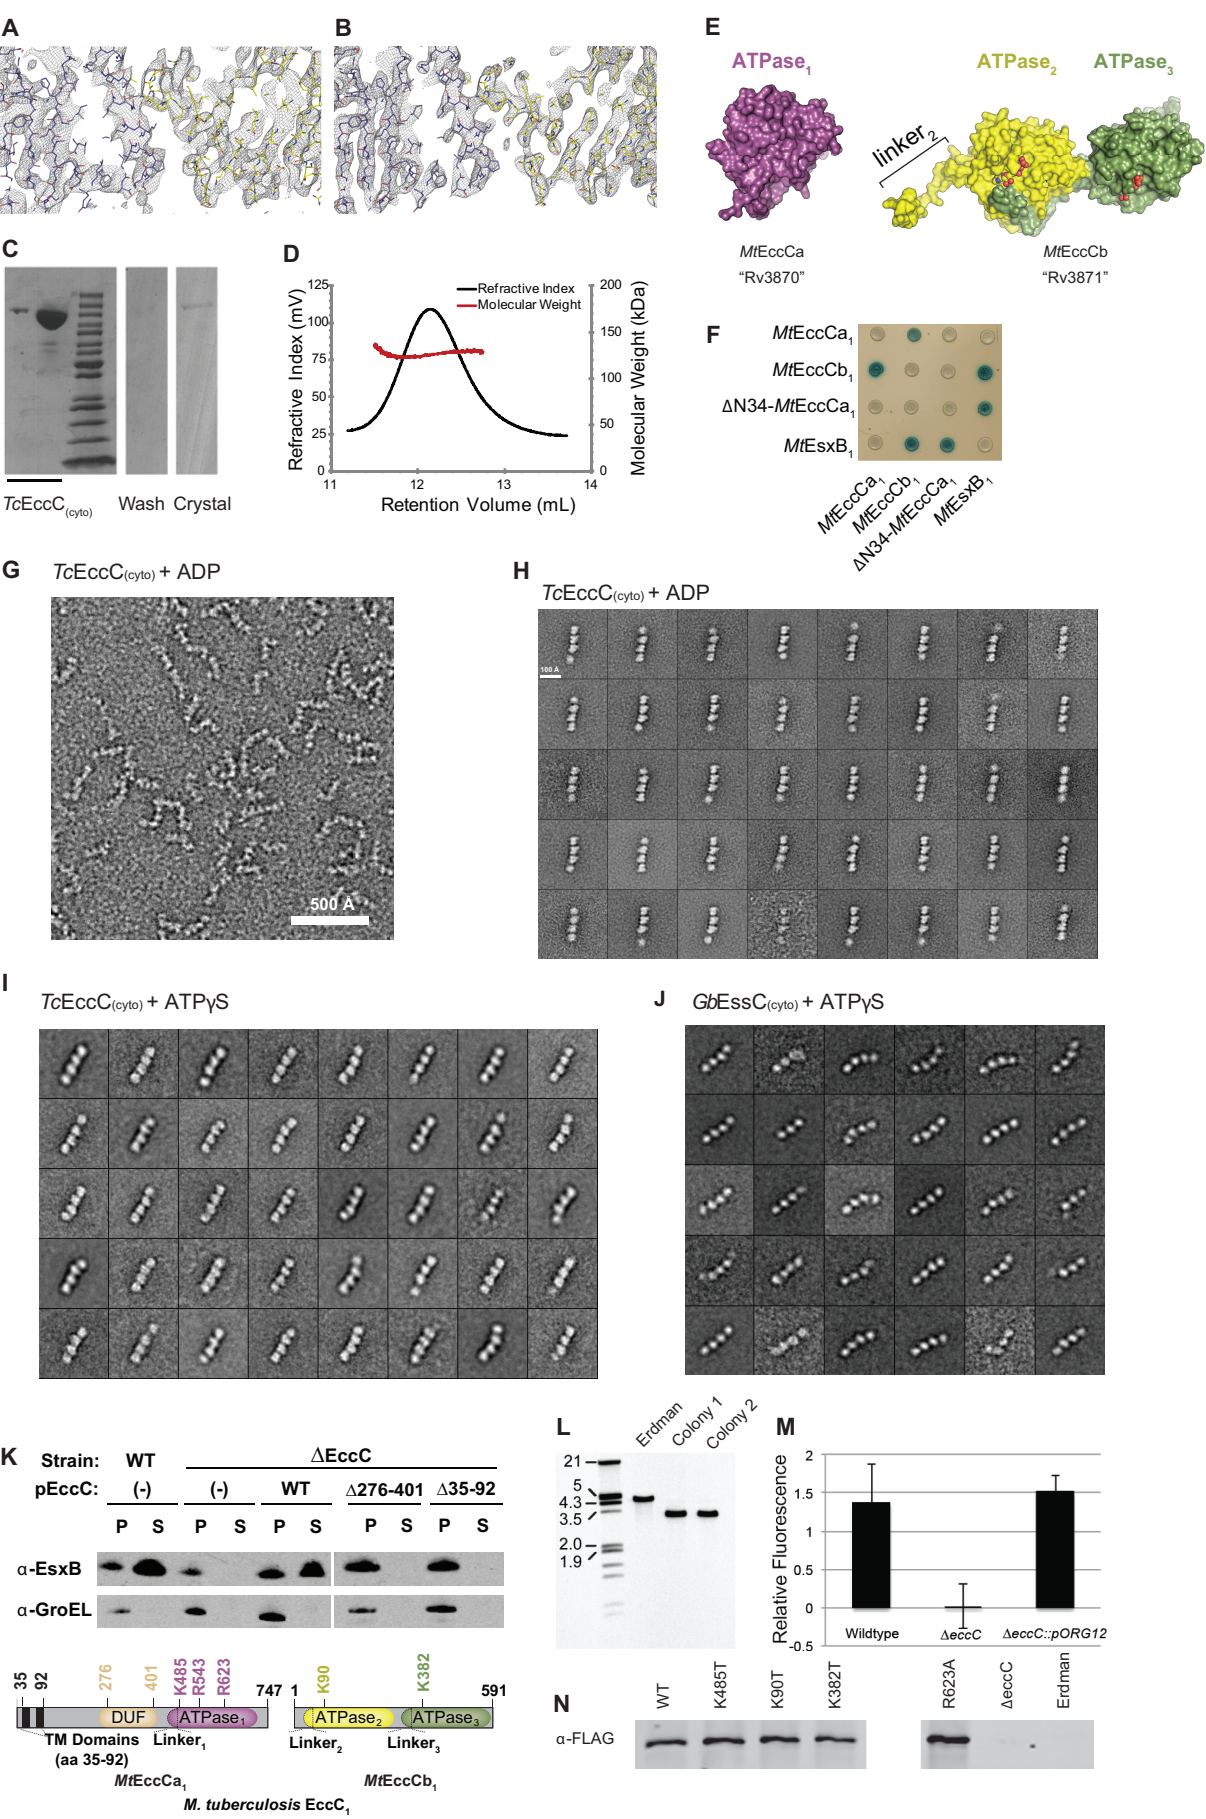 A
B
E
ATPase1
ATPase2
ATPase3
linker2
MtEccCa
"Rv3870"
MtEccCb
"Rv3871"
C
TcEccC(cyto)
Wash
Crystal
D
Refractive Index
Molecular Weight
Refractive Index (mV)
125
100
75
50
25
0
Molecular Weight (kDa)
200
150
100
50
0
11
12
13
14
Retention Volume (mL)
F
MtEccCa1
MtEccCb1
ΔN34-MtEccCa1
MtEsxB1
MtEccCa1
MtEccCb1
ΔN34-MtEccCa1
MtEsxB1
G
TcEccC(cyto) + ADP
500 Å
H
TcEccC(cyto) + ADP
100 Å
I
TcEccC(cyto) + ATPγS
J
GbEssC(cyto) + ATPγS
K
Strain: WT ΔEccC
pEccC: (-) (-) WT Δ276-401 Δ35-92
P S P S P S P S P S
α-EsxB
α-GroEL
35
92
276
401
K485
R543
R623
747
1
K90
K382
591
DUF
ATPase1
ATPase2
ATPase3
TM Domains
(aa 35-92)
Linker1
Linker2
Linker3
MtEccCa1
MtEccCb1
M. tuberculosis EccC1
L
Erdman
Colony 1
Colony 2
21
5
4.3
3.5
2.0
1.9
M
Relative Fluorescence
2
1.5
1
0.5
0
-0.5
Wildtype
ΔeccC
ΔeccC::pORG12
N
WT
K485T
K90T
K382T
R623A
ΔeccC
Erdman
α-FLAG